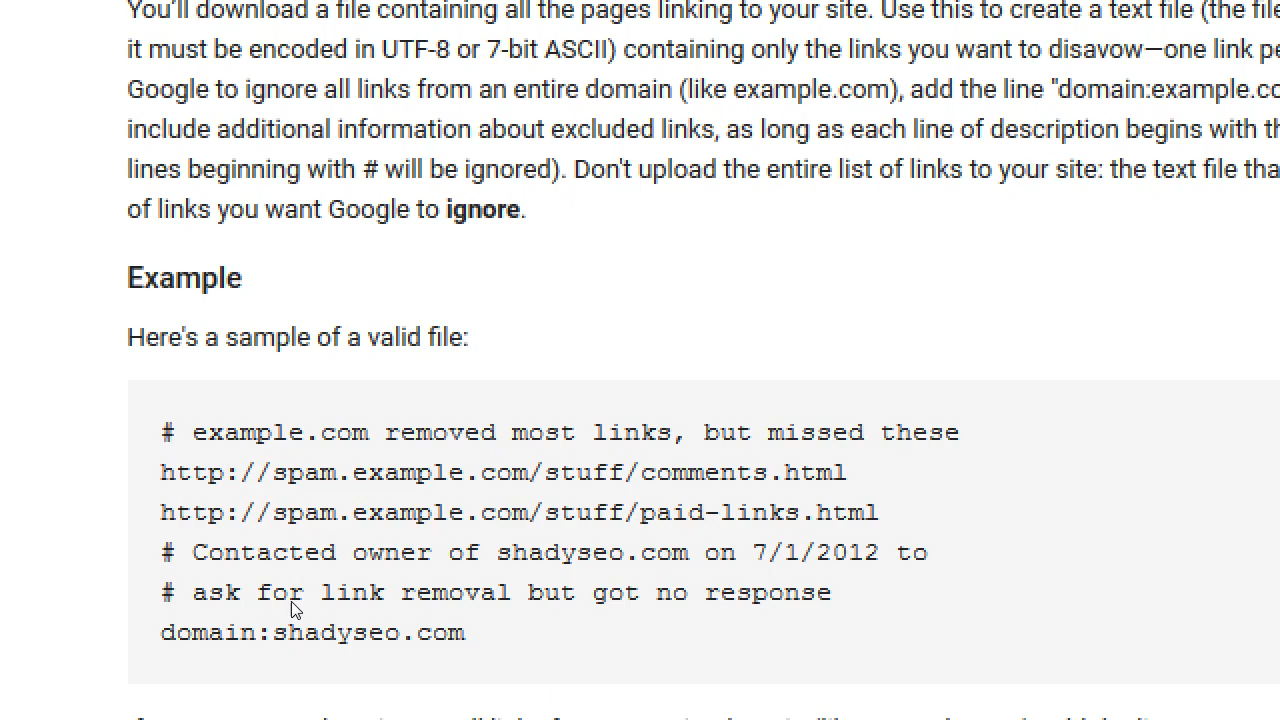 You'll download a file containing all the pages linking to your site. Use this to create a text file (the file
it must be encoded in UTF-8 or 7-bit ASCII) containing only the links you want to disavow—one link
Google to ignore all links from an entire domain (like example.com), add the line "domain:example.co
include additional information about excluded links, as long as each line of description begins with
lines beginning with # will be ignored). Don't upload the entire list of links to your site: the text file
of links you want Google to ignore.
Example
Here's a sample of a valid file:
# example.com removed most links, but missed these
http://spam.example.com/stuff/comments.html
http://spam.example.com/stuff/paid-links.html
# Contacted owner of shadyseo.com on 7/1/2012 to
# ask for link removal but got no response
domain:shadyseo.com